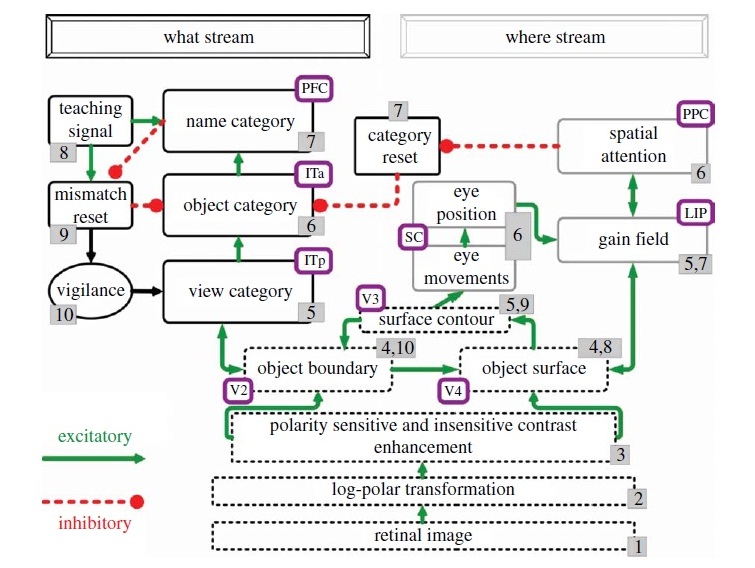 what stream
where stream
PFC
PPC
teaching
signal
8
name category
7
7
category
reset
spatial
attention
6
ITa
mismatch
reset
9
object category
6
eye
position
SC
6
eye
movements
LIP
gain field
5,7
ITp
vigilance
10
view category
5
V3
5,9
surface contour
4,10
object boundary
V2
4,8
object surface
V4
polarity sensitive and insensitive contrast
enhancement
3
excitatory
log-polar transformation
2
inhibitory
retinal image
1